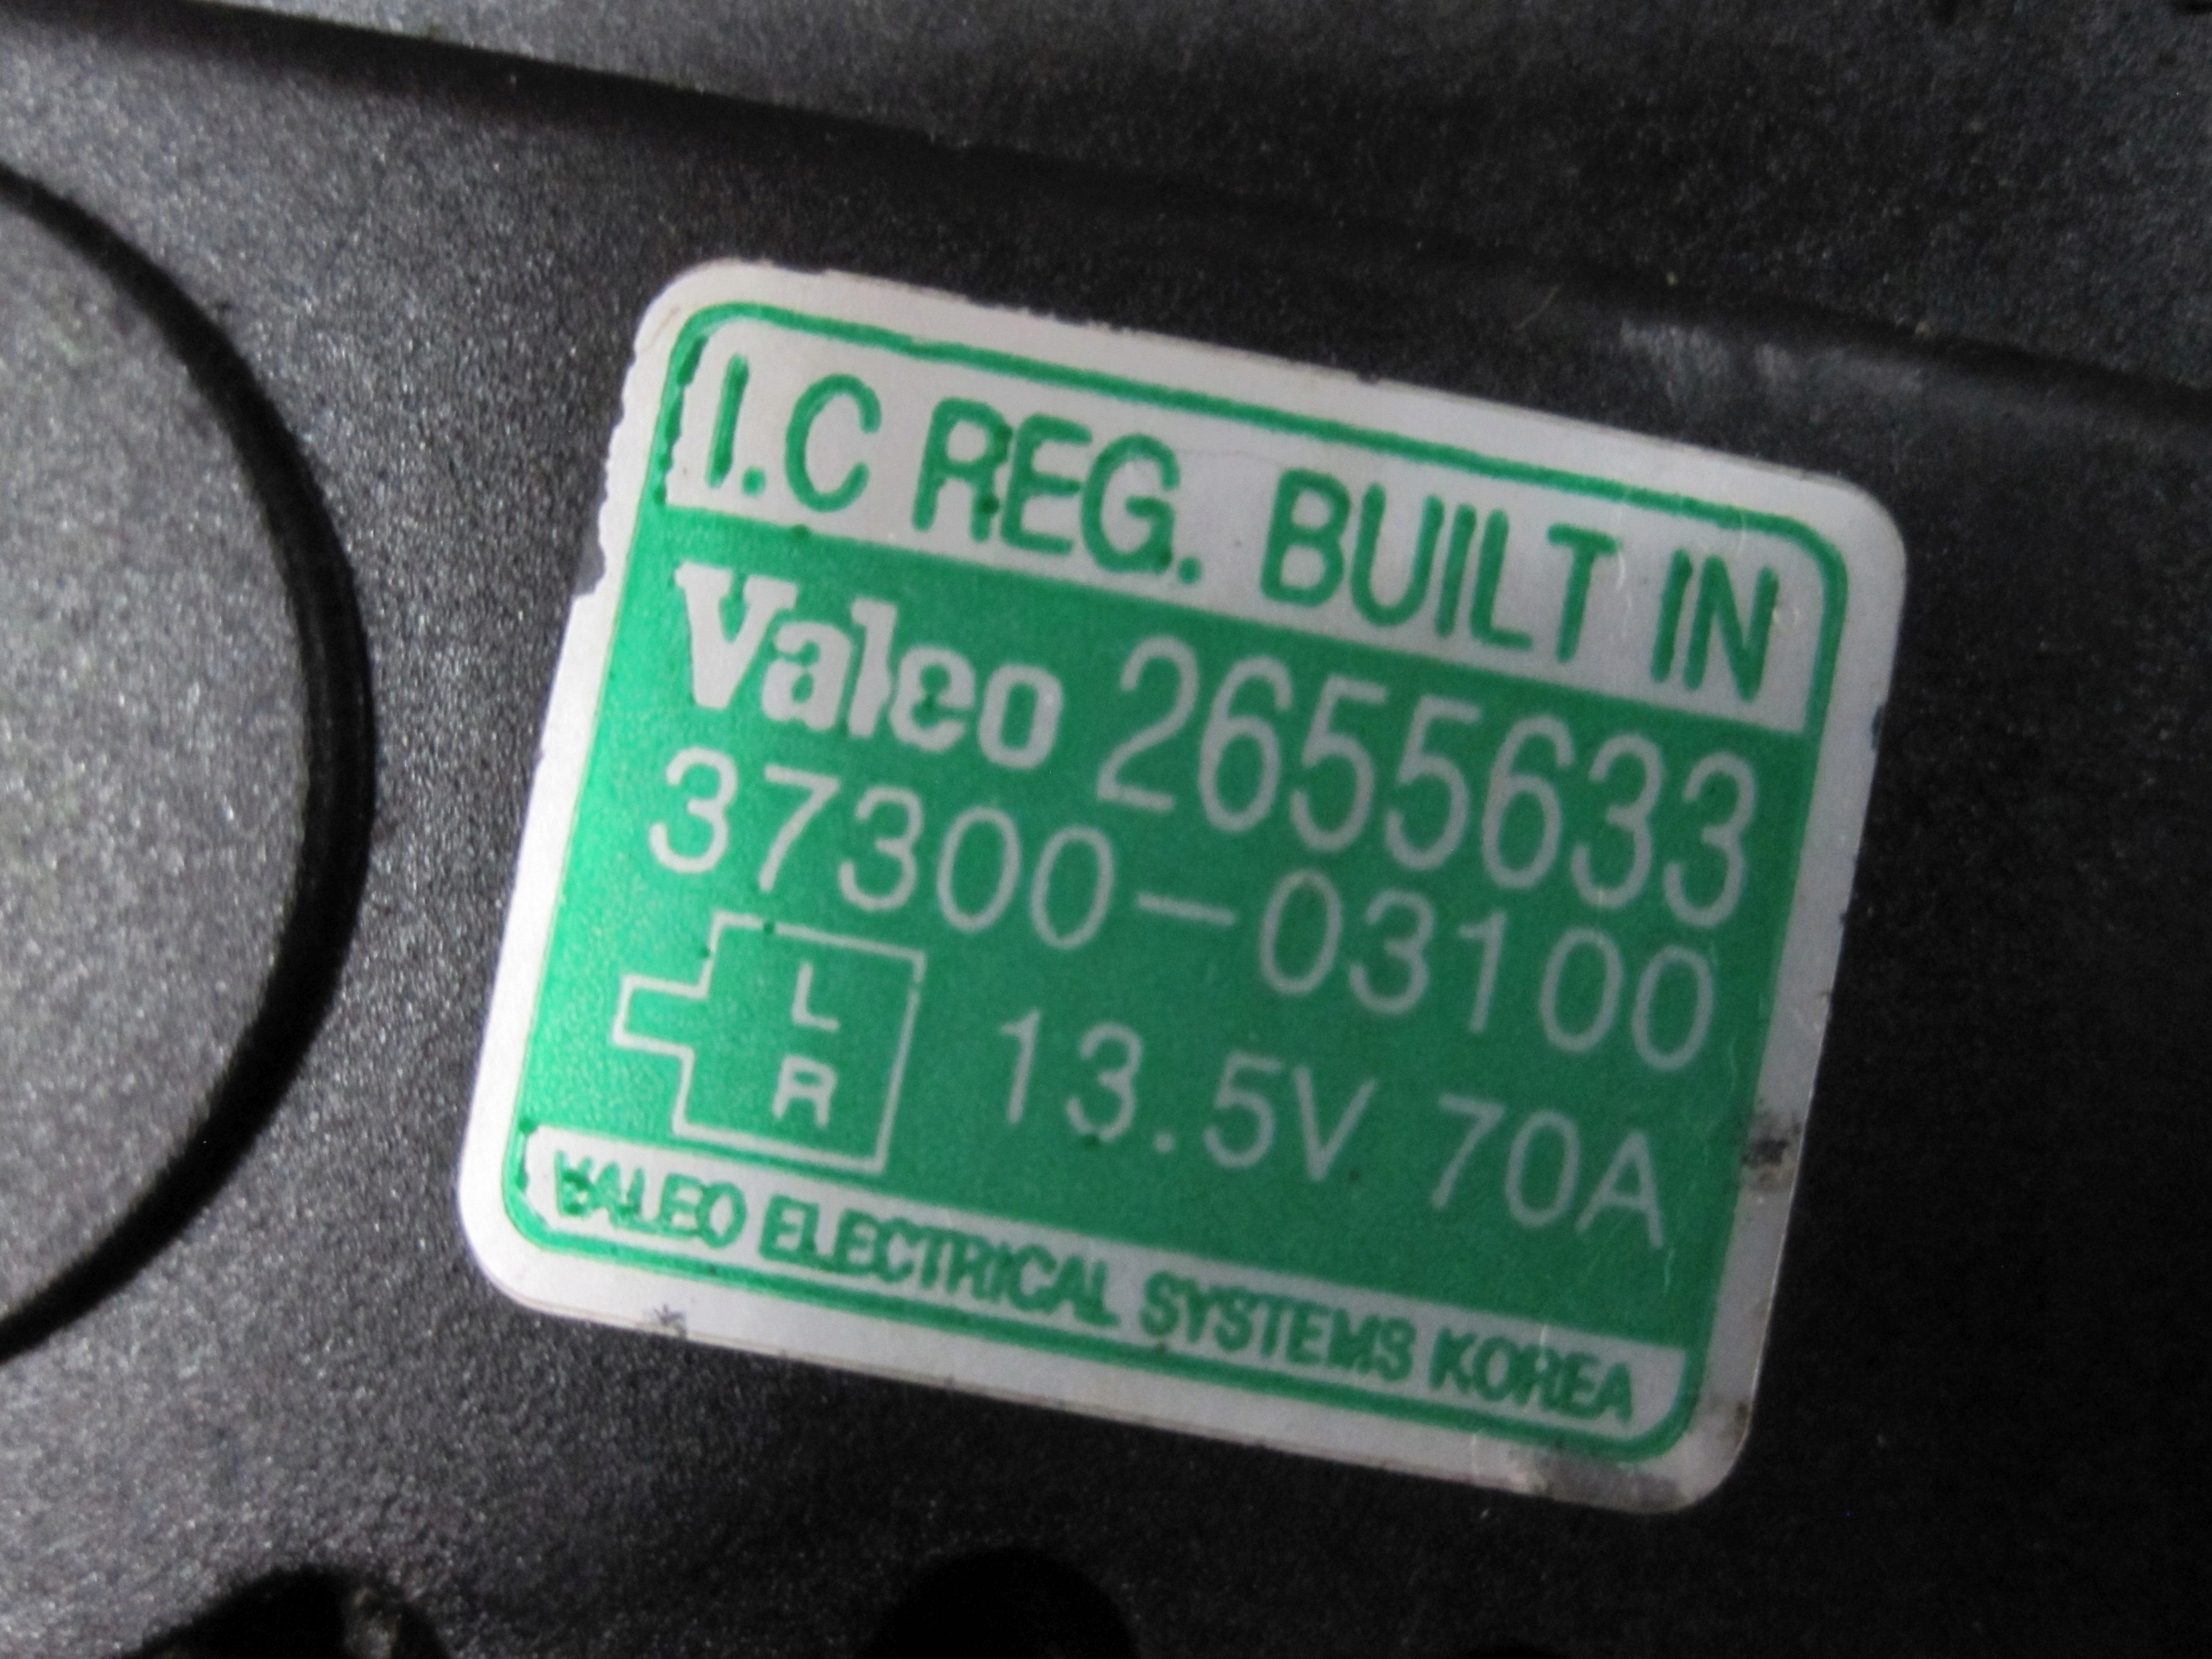 I.C REG. BUILT IN
Valeo 2655633
37300-03100
L
R
13.5V 70A
VALEO ELECTRICAL SYSTEMS KOREA